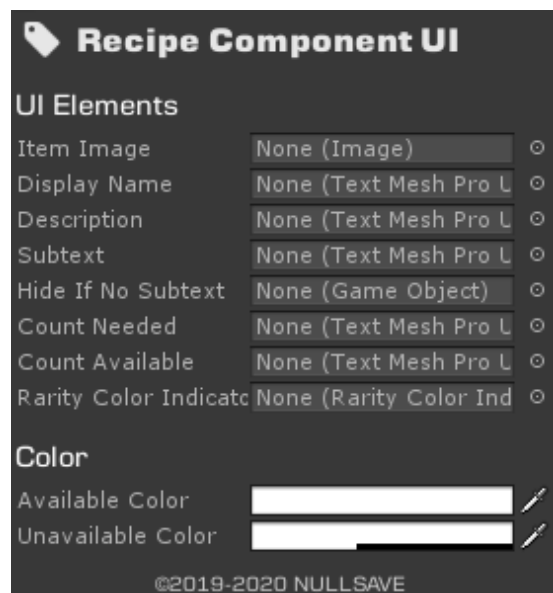 Recipe Component UI
UI Elements
Item Image None (Image)
Display Name None (Text Mesh Pro U
Description None (Text Mesh Pro U
Subtext None (Text Mesh Pro U
Hide If No Subtext None (Game Object)
Count Needed None (Text Mesh Pro U
Count Available None (Text Mesh Pro U
Rarity Color Indicato None (Rarity Color Ind
Color
Available Color
Unavailable Color
©2019-2020 NULLSAVE